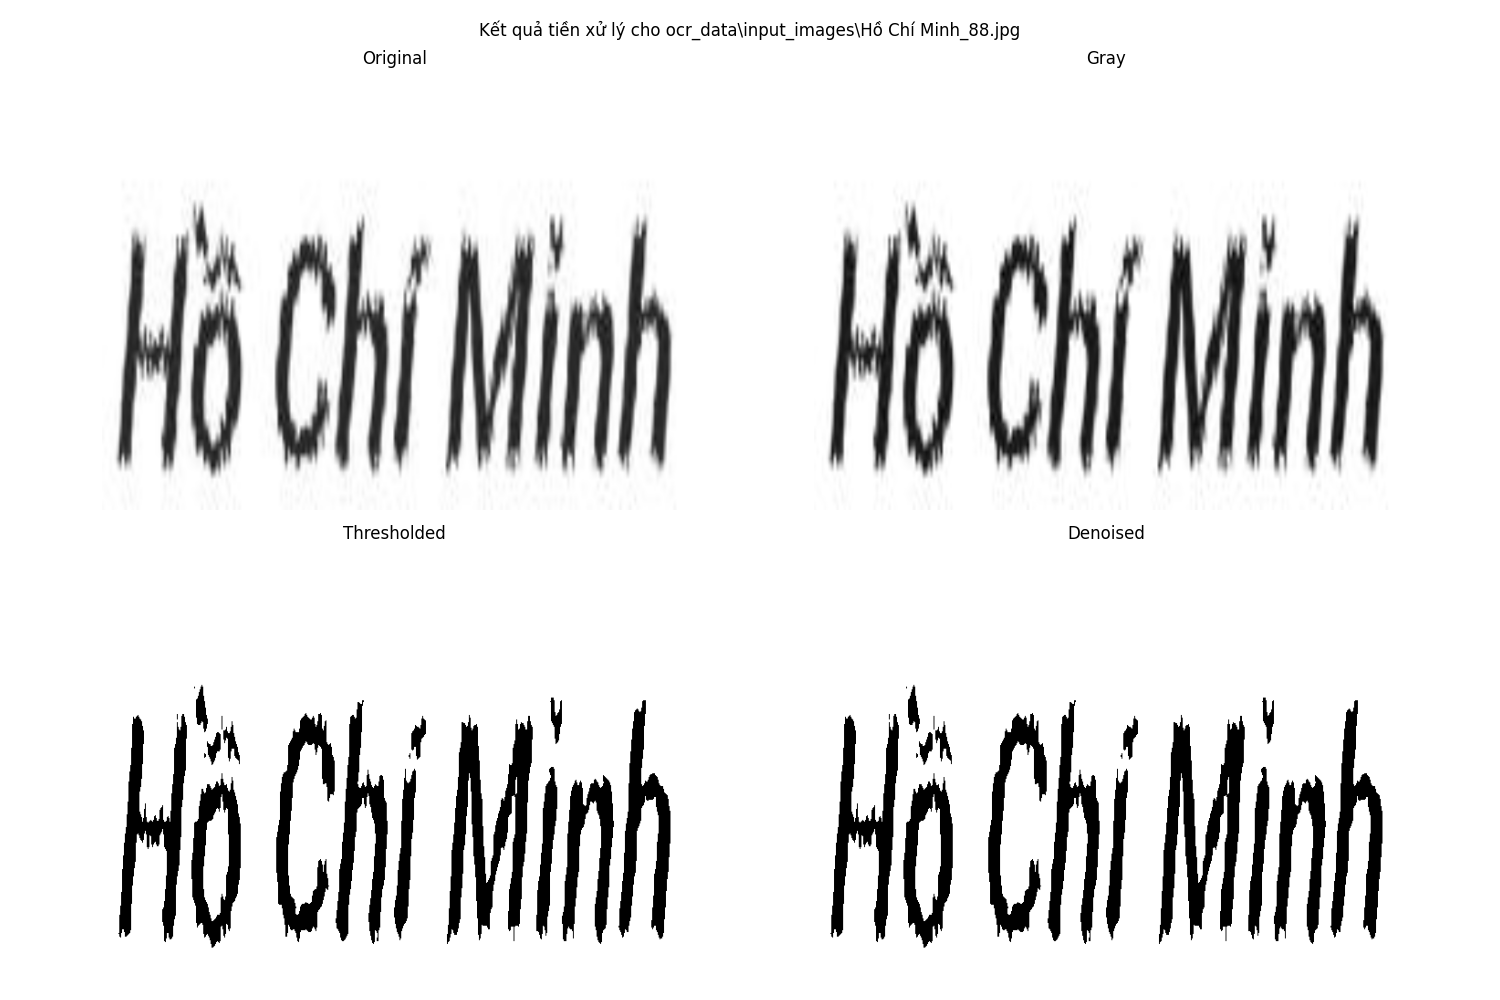 Kết quả tiền xử lý cho ocr_data\input_images\Hồ Chí Minh_88.jpg
Original
Gray
Hồ Chí Minh
Hồ Chí Minh
Thresholded
Denoised
Hồ Chí Minh
Hồ Chí Minh